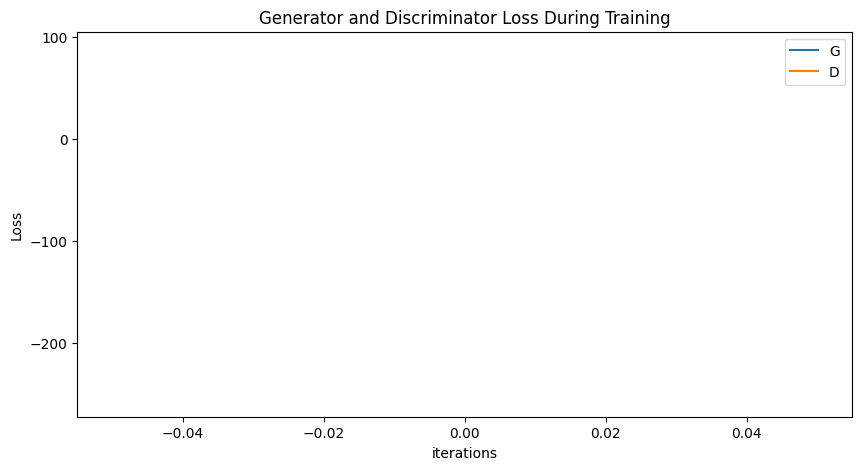 Generator and Discriminator Loss During Training
G
D
100
0
−100
−200
Loss
−0.04 −0.02 0.00 0.02 0.04
iterations